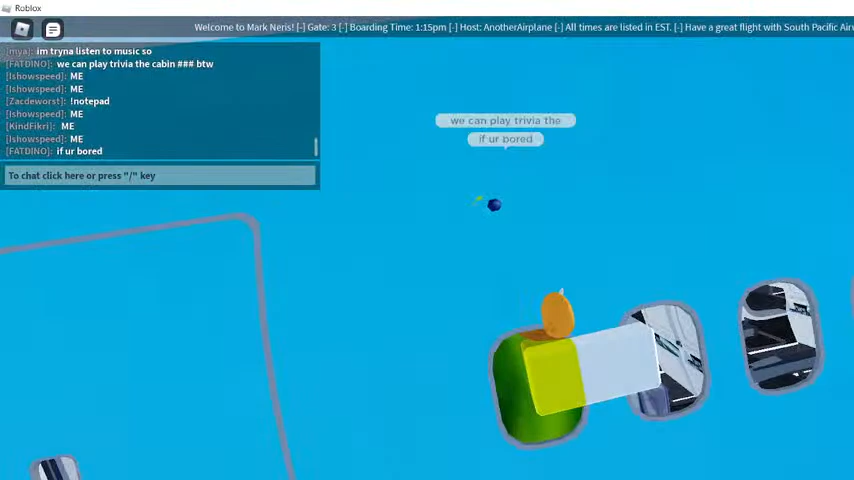 Roblox
Welcome to Mark Neris! [-] Gate: 3 [-] Boarding Time: 1:15pm [-] Host: AnotherAirplane [-] All times are listed in EST. [-] Have a great flight with South Pacific
[mya]: im tryna listen to music so
[FATDINO]: we can play trivia the cabin ### btw
[Ishowspeed]: ME
[Ishowspeed]: ME
[Zacdeworst]: !notepad
[Ishowspeed]: ME
[KindFikri]: ME
[Ishowspeed]: ME
[FATDINO]: if ur bored
To chat click here or press "/" key
we can play trivia the
if ur bored